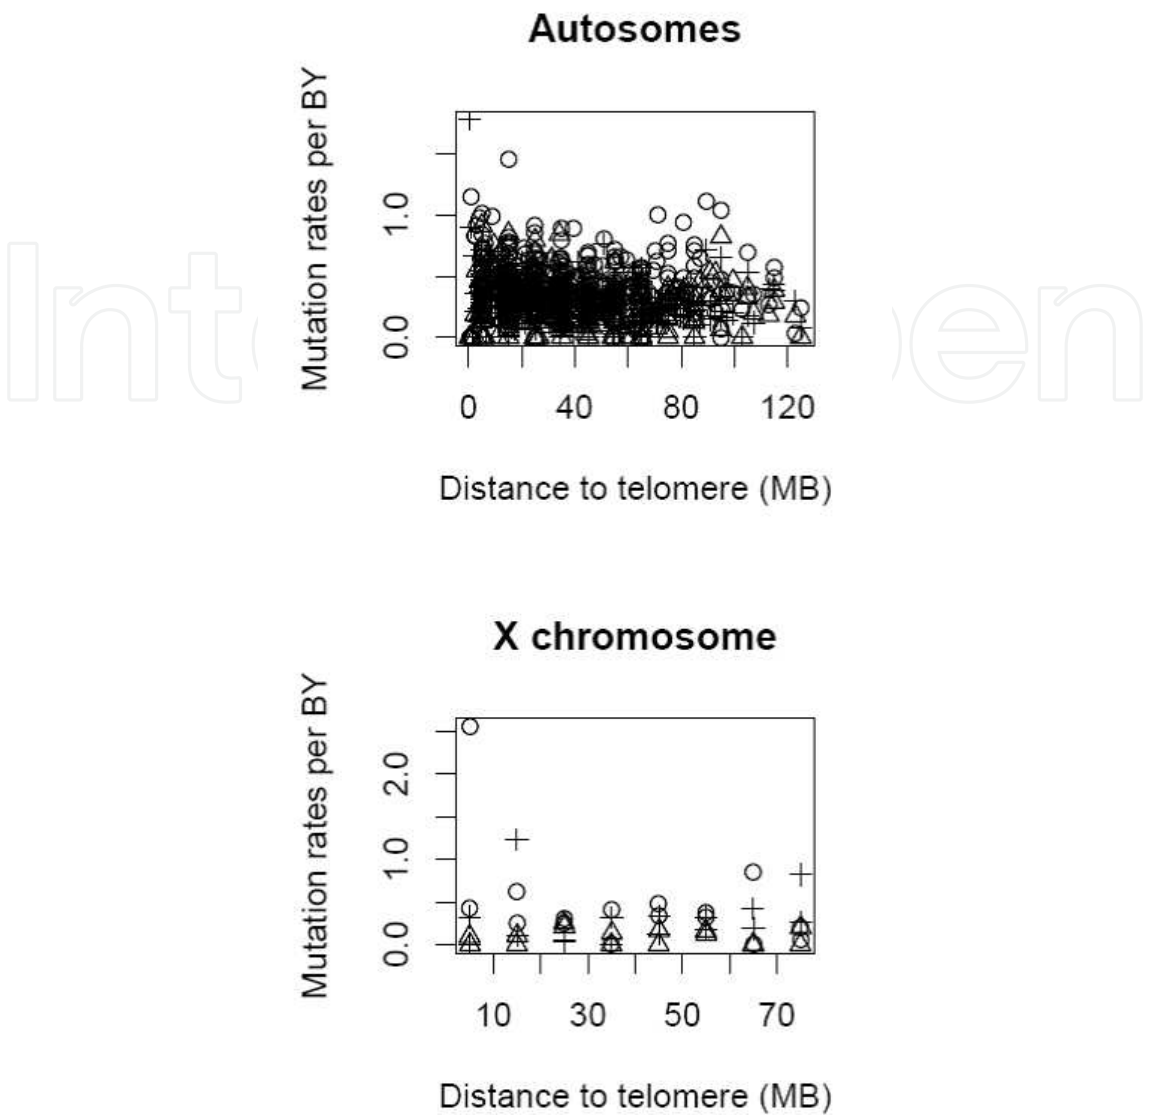 Autosomes
Mutation rates per BY
1.0
0.0
0 40 80 120
Distance to telomere (MB)
X chromosome
Mutation rates per BY
2.0
1.0
0.0
10 30 50 70
Distance to telomere (MB)